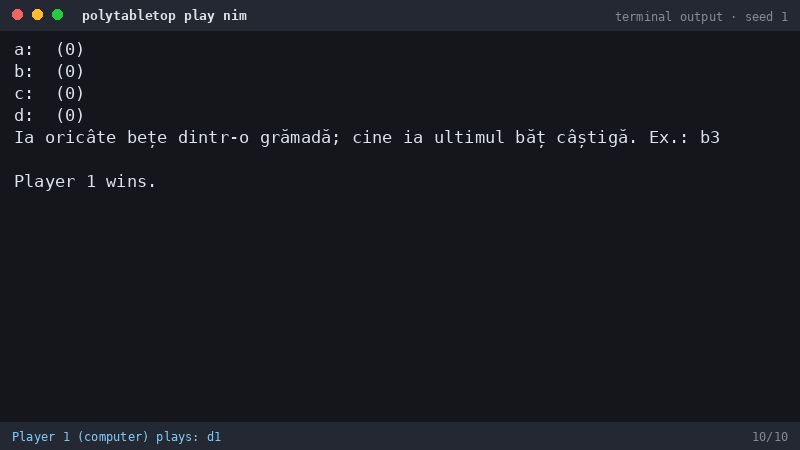 polytabletop play nim
terminal output · seed 1
a:  (0)
b:  (0)
c:  (0)
d:  (0)
Ia oricâte bețe dintr-o grămadă; cine ia ultimul băț câștigă. Ex.: b3
Player 1 wins.
Player 1 (computer) plays: d1
10/10